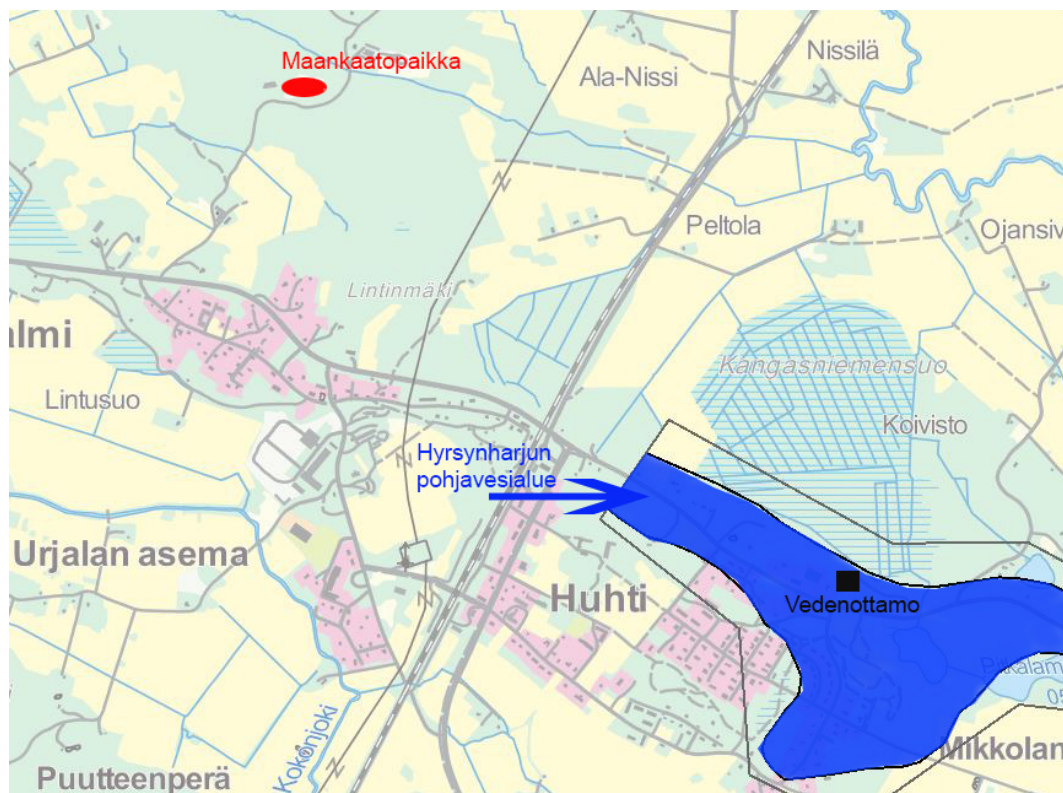 Maankaatopaikka
Nissilä
Ala-Nissi
Peltola
Ojansiv
Lintinmäki
almi
Kangasniemensuo
Lintusuo
Koivisto
Hyrsynharjun
pohjavesialue
Urjalan asema
Huhti
Vedenottamo
Kokonjoki
Mikkolan
Puutteenperä